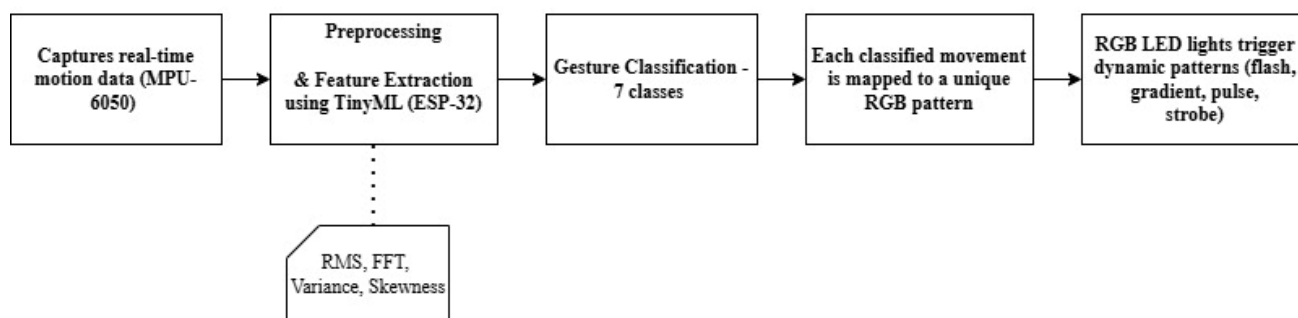 Captures real-time
motion data (MPU-
6050)
Preprocessing
& Feature Extraction
using TinyML (ESP-32)
Gesture Classification -
7 classes
Each classified movement
is mapped to a unique
RGB pattern
RGB LED lights trigger
dynamic patterns (flash,
gradient, pulse,
strobe)
RMS, FFT,
Variance, Skewness